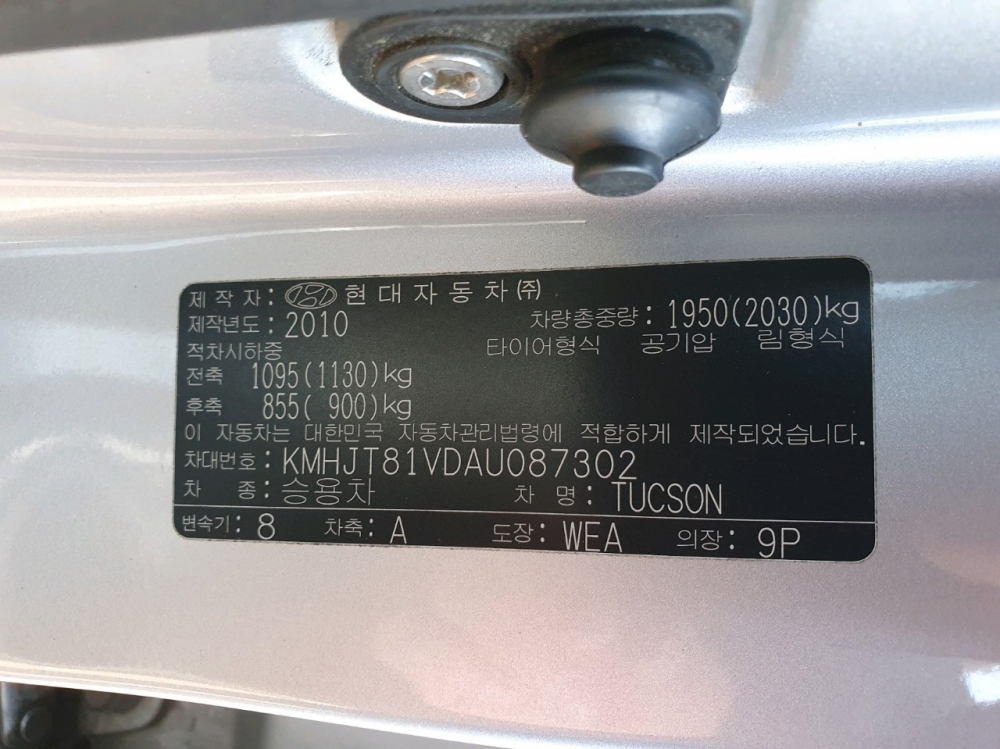 제 작 자 : 현 대 자 동 차 ㈜
제작년도 : 2010 차량총중량 : 1950(2030)kg
적차시하중 타이어형식 공기압 림형식
전축 1095(1130)kg
후축 855( 900)kg
이 자동차는 대한민국 자동차관리법령에 적합하게 제작되었습니다.
차대번호 : KMHJT81VDAU087302
차 종 : 승용차 차 명 : TUCSON
변속기 : 8 차축 : A 도장 : WEA 의장 : 9P